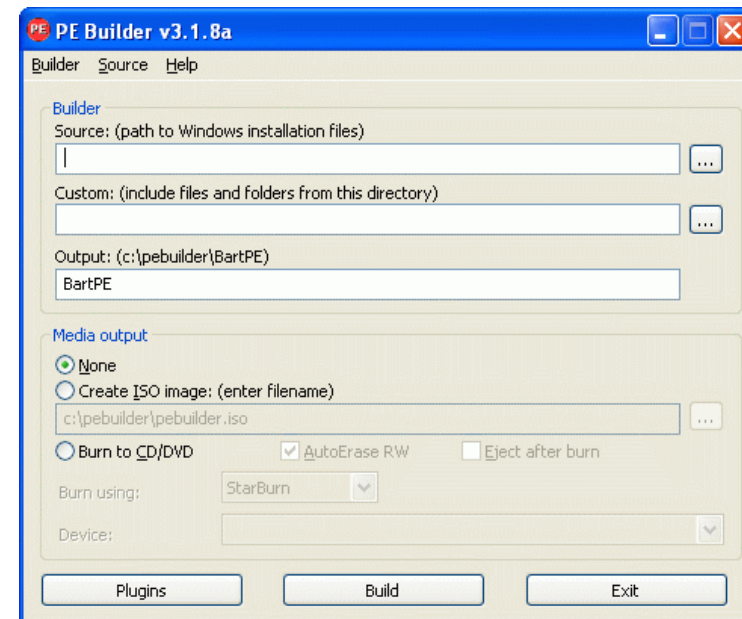 PE PE Builder v3.1.8a
Builder Source Help
Builder
Source: (path to Windows installation files)
...
Custom: (include files and folders from this directory)
...
Output: (c:\pebuilder\BartPE)
BartPE
Media output
None
Create ISO image: (enter filename)
c:\pebuilder\pebuilder.iso
...
Burn to CD/DVD AutoErase RW Eject after burn
Burn using: StarBurn
Device:
Plugins Build Exit